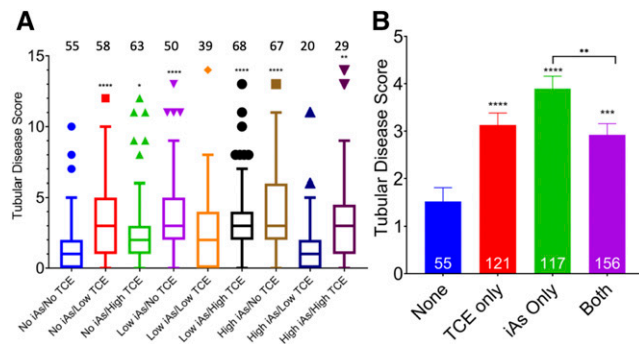 A
55 58 63 50 39 68 67 20 29
**** * **** **** **** **
Tubular Disease Score
15
10
5
0
No iAs/No TCE
No iAs/Low TCE
No iAs/High TCE
Low iAs/No TCE
Low iAs/Low TCE
Low iAs/High TCE
High iAs/No TCE
High iAs/Low TCE
High iAs/High TCE
B
**
**** **** ***
Tubular Disease Score
5
4
3
2
1
0
55 121 117 156
None
TCE only
iAs Only
Both